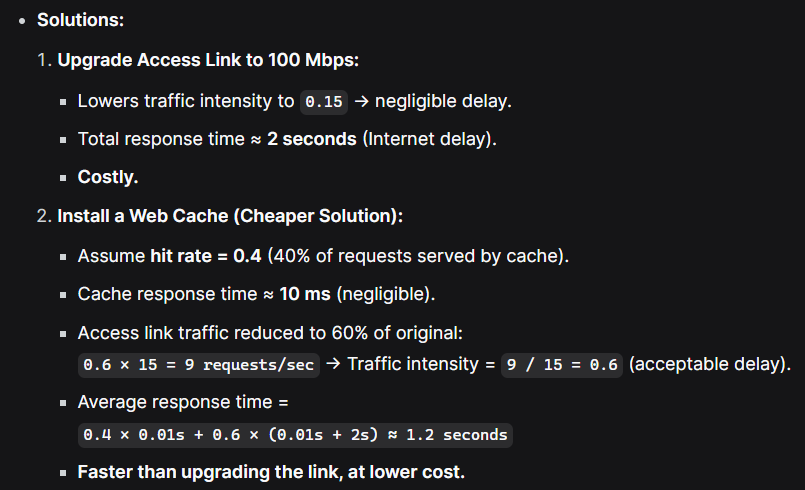 • Solutions:
1. Upgrade Access Link to 100 Mbps:
▪ Lowers traffic intensity to 0.15 → negligible delay.
▪ Total response time ≈ 2 seconds (Internet delay).
▪ Costly.
2. Install a Web Cache (Cheaper Solution):
▪ Assume hit rate = 0.4 (40% of requests served by cache).
▪ Cache response time ≈ 10 ms (negligible).
▪ Access link traffic reduced to 60% of original:
0.6 × 15 = 9 requests/sec → Traffic intensity = 9 / 15 = 0.6 (acceptable delay).
▪ Average response time =
0.4 × 0.01s + 0.6 × (0.01s + 2s) ≈ 1.2 seconds
▪ Faster than upgrading the link, at lower cost.